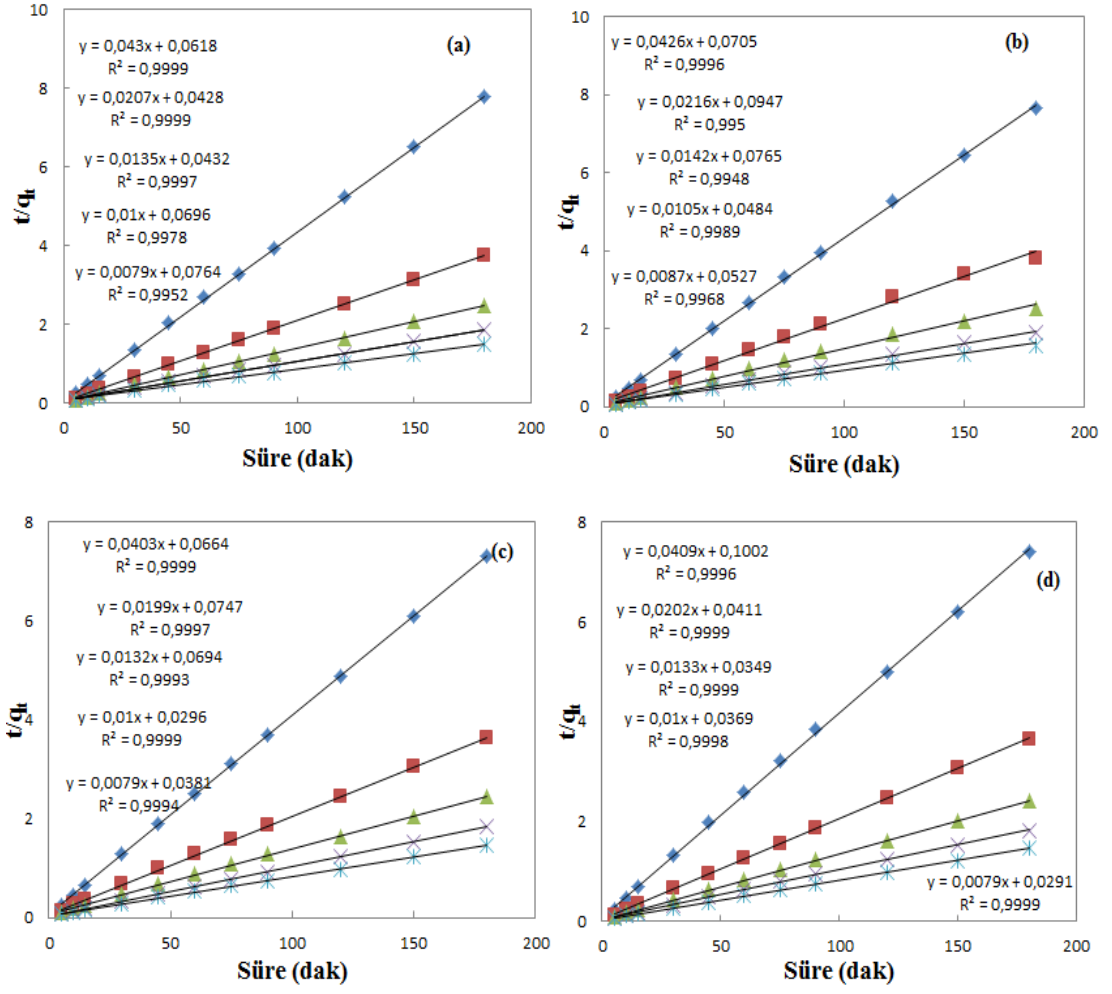 (a)
y = 0,043x + 0,0618
R² = 0,9999
y = 0,0207x + 0,0428
R² = 0,9999
y = 0,0135x + 0,0432
R² = 0,9997
y = 0,01x + 0,0696
R² = 0,9978
y = 0,0079x + 0,0764
R² = 0,9952
t/qt
10
8
6
4
2
0
0 50 100 150 200
Süre (dak)
(b)
y = 0,0426x + 0,0705
R² = 0,9996
y = 0,0216x + 0,0947
R² = 0,995
y = 0,0142x + 0,0765
R² = 0,9948
y = 0,0105x + 0,0484
R² = 0,9989
y = 0,0087x + 0,0527
R² = 0,9968
t/qt
10
8
6
4
2
0
0 50 100 150 200
Süre (dak)
(c)
y = 0,0403x + 0,0664
R² = 0,9999
y = 0,0199x + 0,0747
R² = 0,9997
y = 0,0132x + 0,0694
R² = 0,9993
y = 0,01x + 0,0296
R² = 0,9999
y = 0,0079x + 0,0381
R² = 0,9994
t/qt
8
6
4
2
0
0 50 100 150 200
Süre (dak)
(d)
y = 0,0409x + 0,1002
R² = 0,9996
y = 0,0202x + 0,0411
R² = 0,9999
y = 0,0133x + 0,0349
R² = 0,9999
y = 0,01x + 0,0369
R² = 0,9998
y = 0,0079x + 0,0291
R² = 0,9999
t/qt
8
6
4
2
0
0 50 100 150 200
Süre (dak)